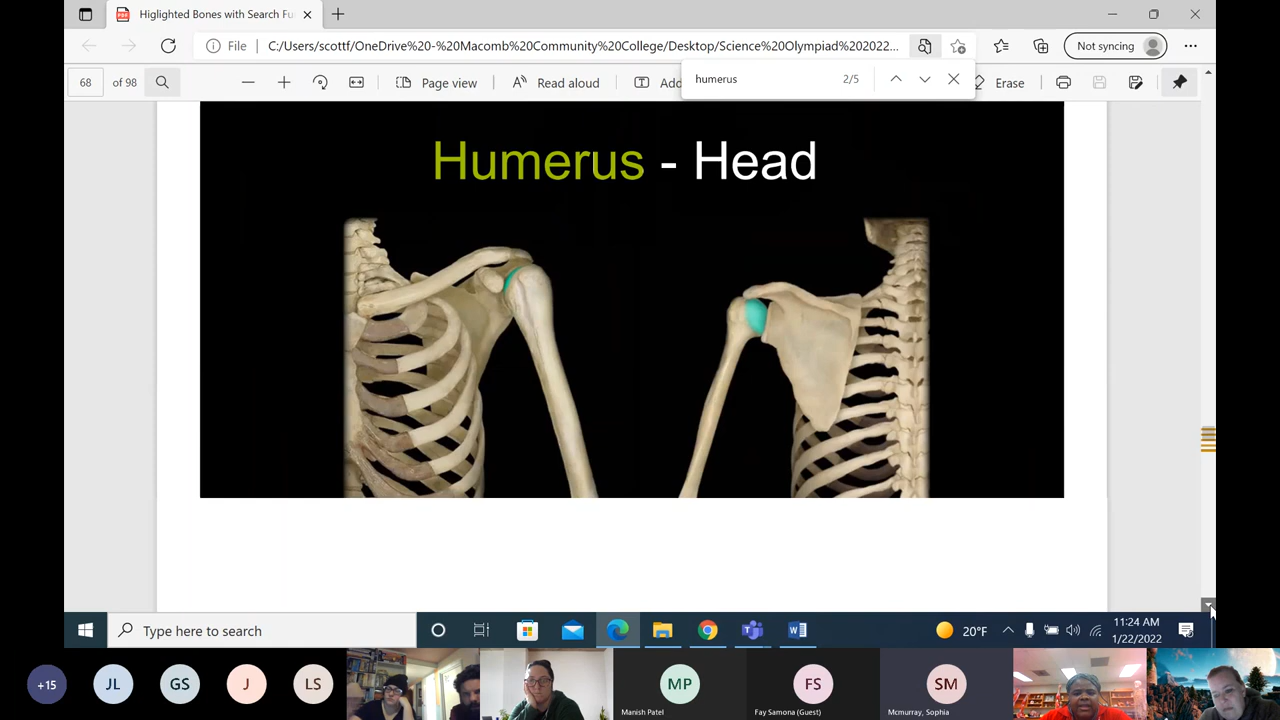 Higlighted Bones with Search Fu
File
C:/Users/scottf/OneDrive%20-%20Macomb%20Community%20College/Desktop/Science%20Olympiad%202022...
Not syncing
68 of 98
Page view
Read aloud
Add
humerus 2/5
Erase
Humerus - Head
Type here to search
20°F
11:24 AM
1/22/2022
+15
JL
GS
J
LS
MP
Manish Patel
FS
Fay Samona (Guest)
SM
Mcmurray, Sophia